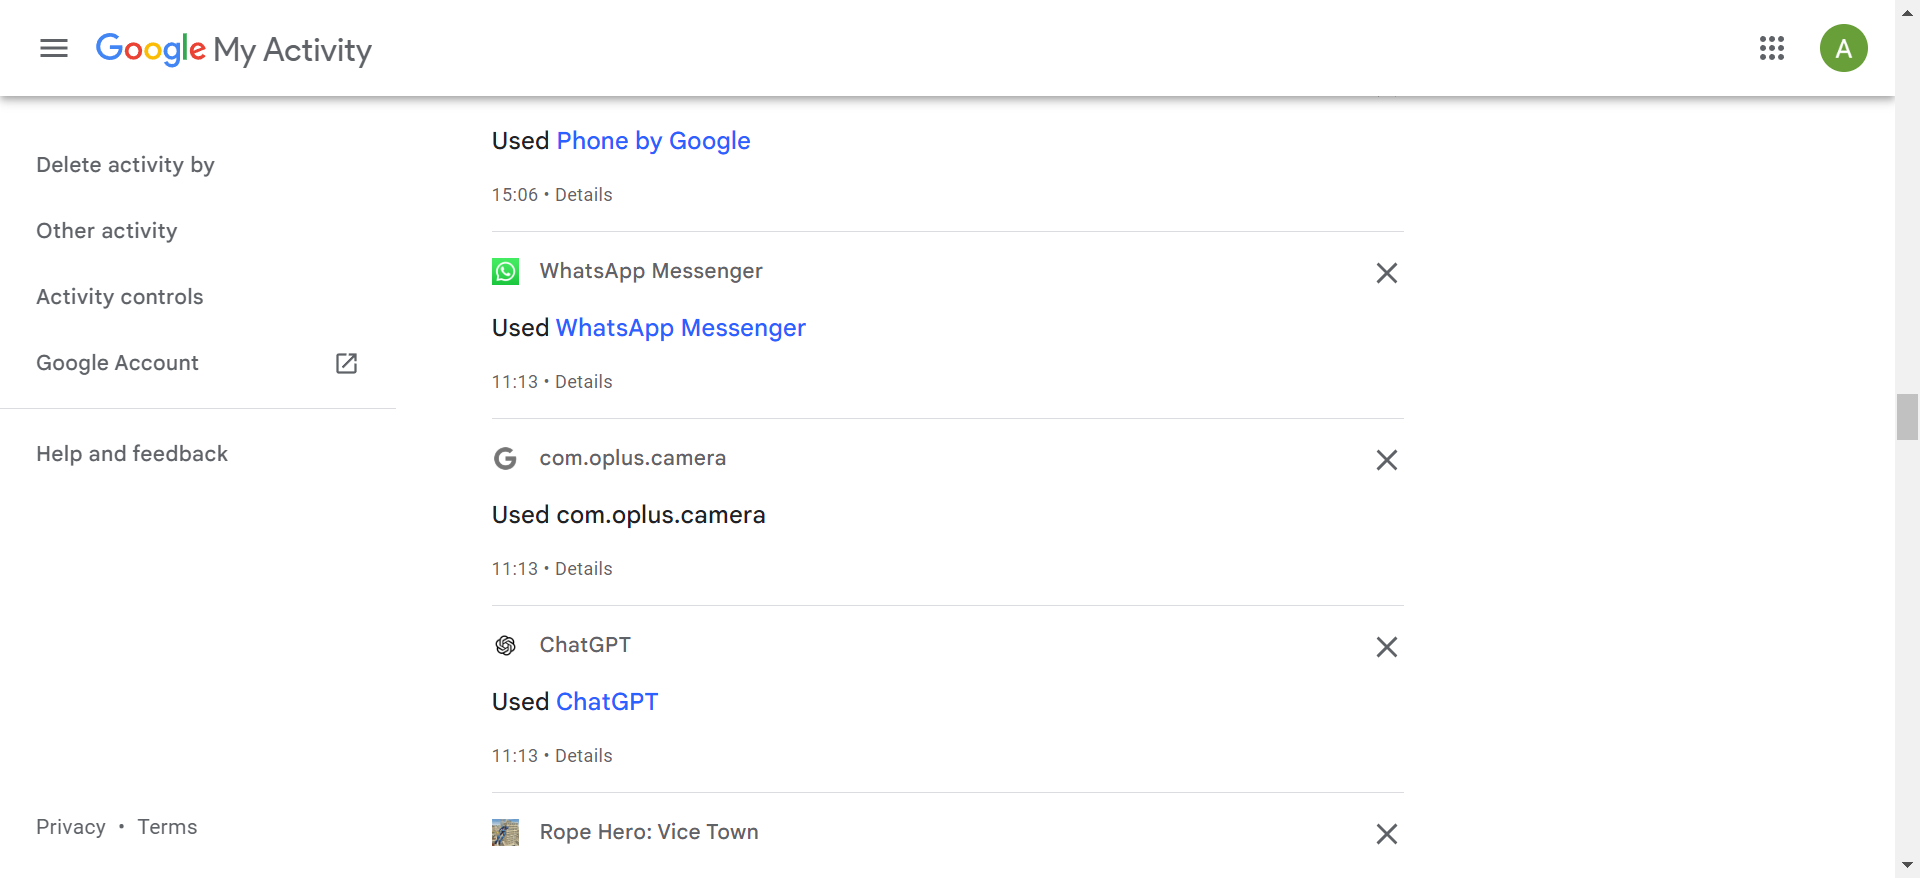 Google My Activity
A
Delete activity by
Other activity
Activity controls
Google Account
Help and feedback
Privacy • Terms
Used Phone by Google
15:06 • Details
WhatsApp Messenger
Used WhatsApp Messenger
11:13 • Details
com.oplus.camera
Used com.oplus.camera
11:13 • Details
ChatGPT
Used ChatGPT
11:13 • Details
Rope Hero: Vice Town